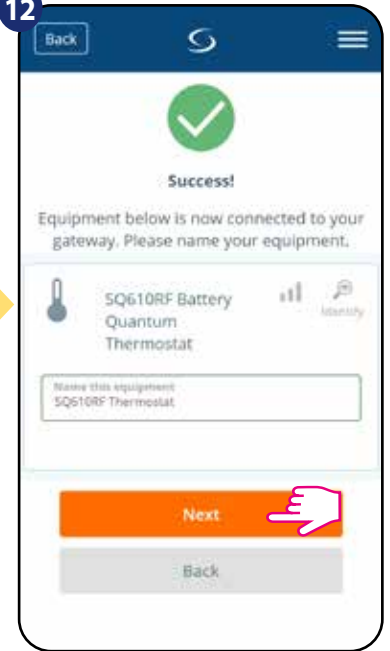 12
Back
Success!
Equipment below is now connected to your
gateway. Please name your equipment.
SQ610RF Battery
Quantum
Thermostat
Identify
Name this equipment
SQ610RF Thermostat
Next
Back